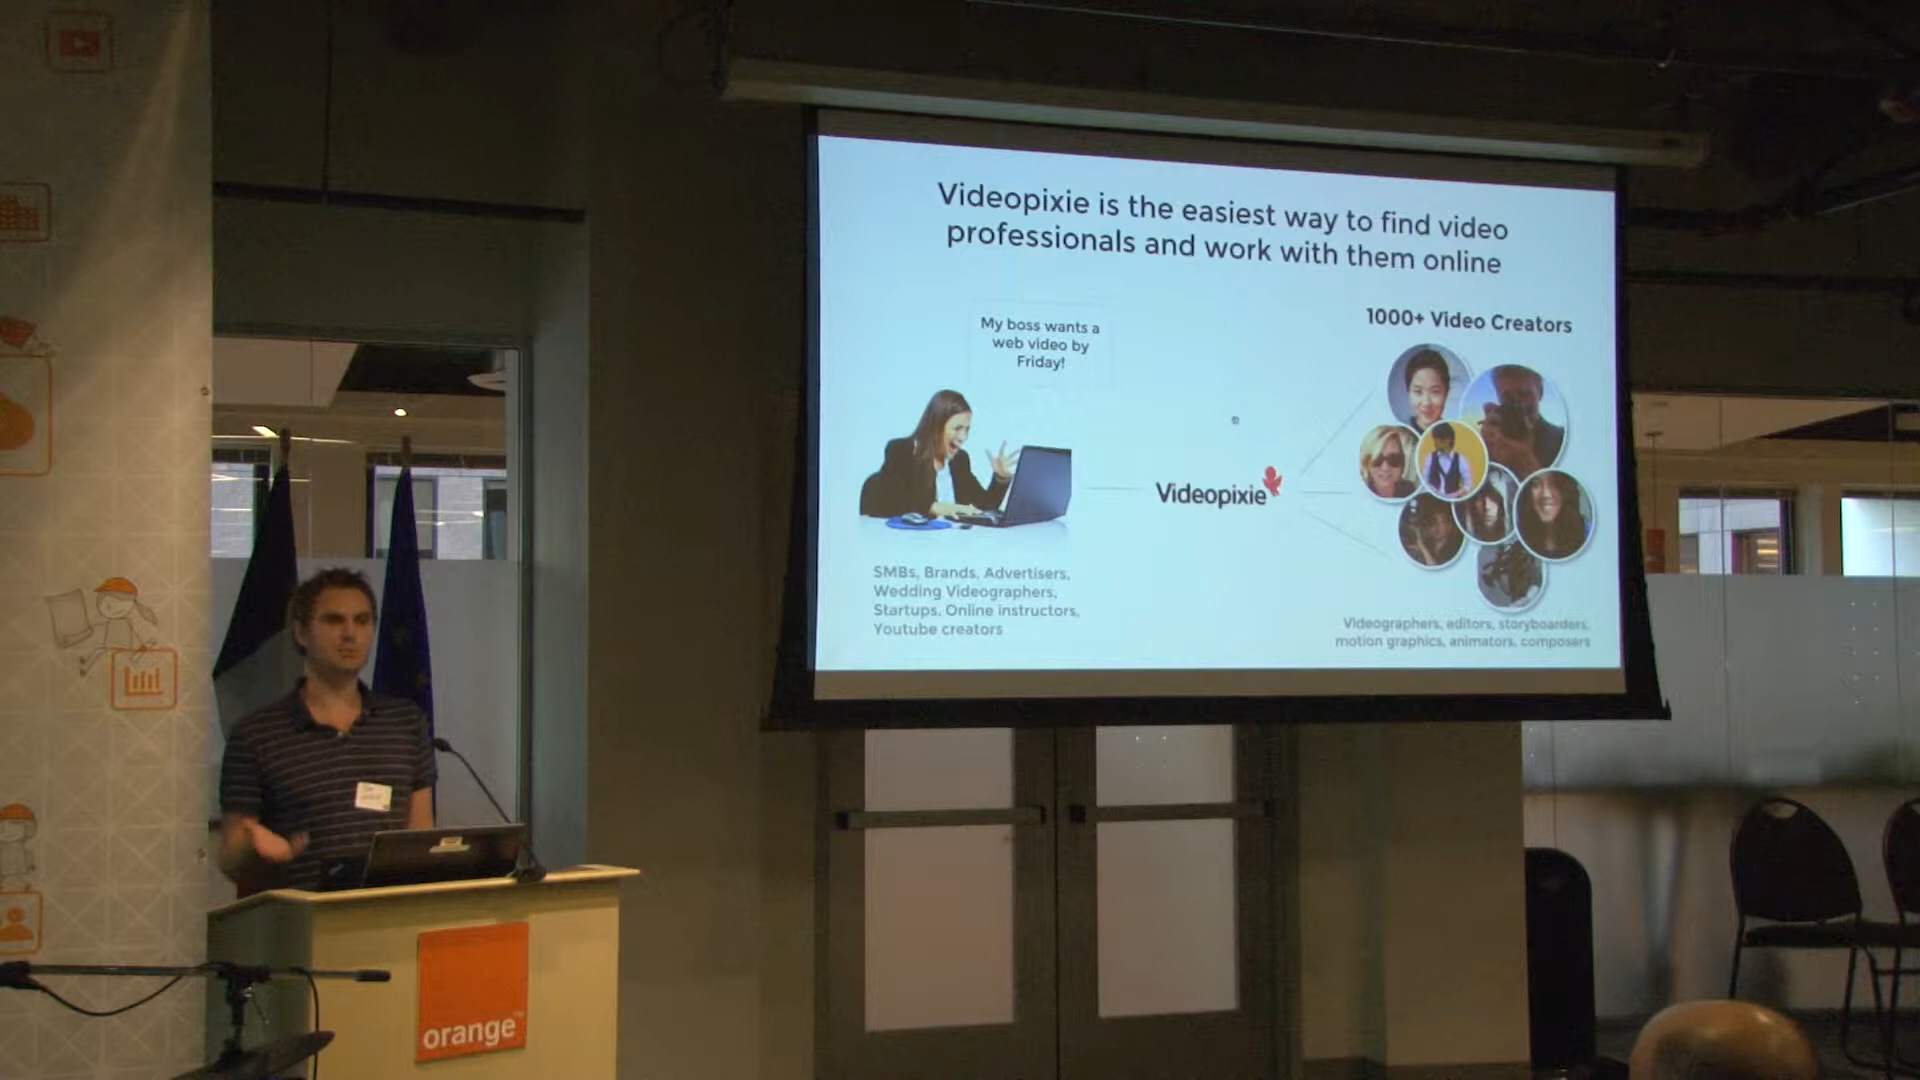 Videopixie is the easiest way to find video
professionals and work with them online
My boss wants a
web video by
Friday!
1000+ Video Creators
Videopixie
SMBs, Brands, Advertisers,
Wedding Videographers,
Startups, Online instructors,
Youtube creators
Videographers, editors, storyboarders,
motion graphics, animators, composers
orange™